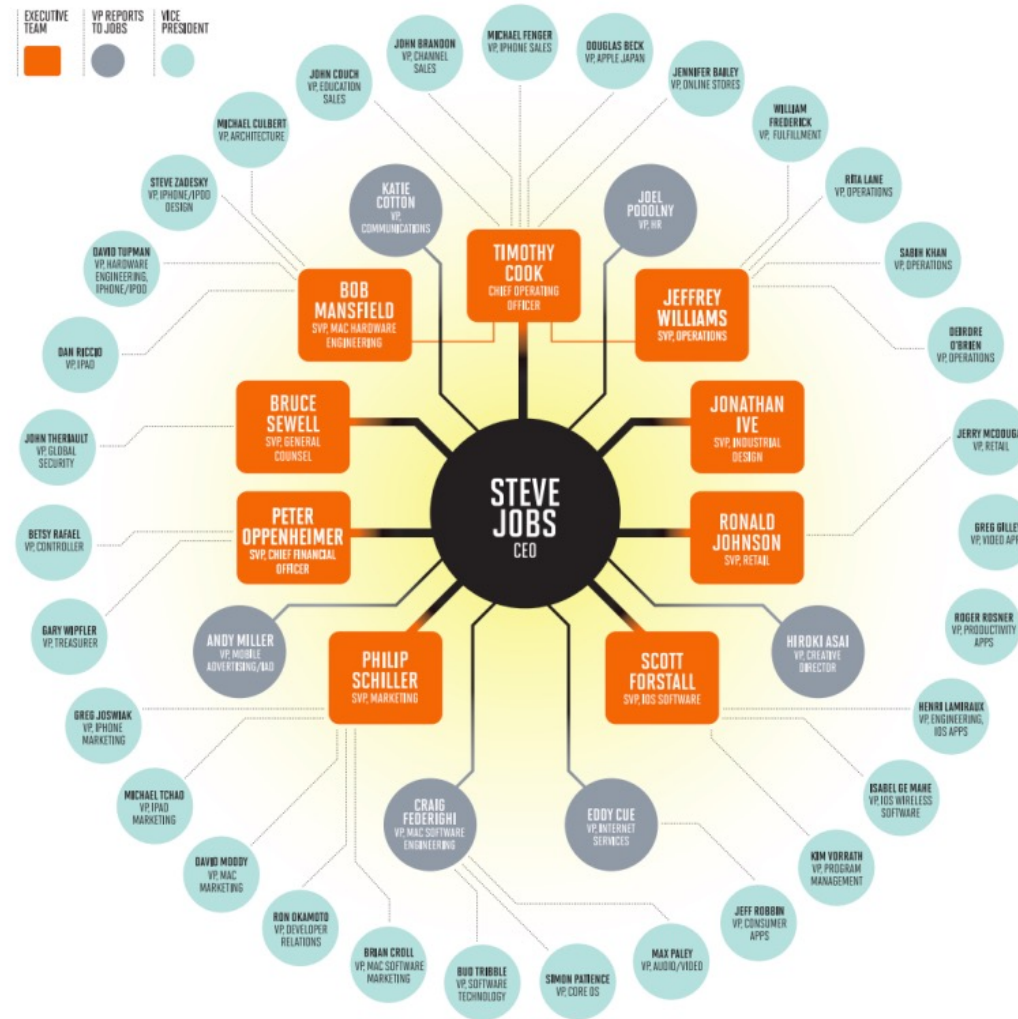 EXECUTIVE
TEAM
VP REPORTS
TO JOBS
VICE
PRESIDENT
JOHN COUCH
VP, EDUCATION
SALES
JOHN BRANDON
VP, CHANNEL
SALES
MICHAEL FENGER
VP, IPHONE SALES
DOUGLAS BECK
VP, APPLE JAPAN
JENNIFER BAILEY
VP, ONLINE STORES
WILLIAM
FREDERICK
VP, FULFILLMENT
RITA LANE
VP, OPERATIONS
SABIH KHAN
VP, OPERATIONS
DEIRDRE
O'BRIEN
VP, OPERATIONS
JERRY MCDOUGA
VP, RETAIL
GREG GILLEY
VP, VIDEO APP
ROGER ROSNER
VP, PRODUCTIVITY
APPS
HENRI LAMIRAUX
VP, ENGINEERING,
IOS APPS
ISABEL GE MAHE
VP, IOS WIRELESS
SOFTWARE
KIM VORRATH
VP, PROGRAM
MANAGEMENT
JEFF ROBBIN
VP, CONSUMER
APPS
MAX PALEY
VP, AUDIO/VIDEO
SIMON PATIENCE
VP, CORE OS
BUD TRIBBLE
VP, SOFTWARE
TECHNOLOGY
BRIAN CROLL
VP, MAC SOFTWARE
MARKETING
RON OKAMOTO
VP, DEVELOPER
RELATIONS
DAVID MOODY
VP, MAC
MARKETING
MICHAEL TCHAO
VP, IPAD
MARKETING
GREG JOSWIAK
VP, IPHONE
MARKETING
GARY WIPFLER
VP, TREASURER
BETSY RAFAEL
VP, CONTROLLER
JOHN THERIAULT
VP, GLOBAL
SECURITY
DAN RICCIO
VP, IPAD
DAVID TUPMAN
VP, HARDWARE
ENGINEERING,
IPHONE/IPOD
STEVE ZADESKY
VP, IPHONE/IPOD
DESIGN
MICHAEL CULBERT
VP, ARCHITECTURE
KATIE
COTTON
VP,
COMMUNICATIONS
JOEL
PODOLNY
VP, HR
TIMOTHY
COOK
CHIEF OPERATING
OFFICER
BOB
MANSFIELD
SVP, MAC HARDWARE
ENGINEERING
JEFFREY
WILLIAMS
SVP, OPERATIONS
BRUCE
SEWELL
SVP, GENERAL
COUNSEL
JONATHAN
IVE
SVP, INDUSTRIAL
DESIGN
STEVE
JOBS
CEO
PETER
OPPENHEIMER
SVP, CHIEF FINANCIAL
OFFICER
RONALD
JOHNSON
SVP, RETAIL
ANDY MILLER
VP, MOBILE
ADVERTISING/IAD
HIROKI ASAI
VP, CREATIVE
DIRECTOR
PHILIP
SCHILLER
SVP, MARKETING
SCOTT
FORSTALL
SVP, IOS SOFTWARE
CRAIG
FEDERIGHI
VP, MAC SOFTWARE
ENGINEERING
EDDY CUE
VP, INTERNET
SERVICES